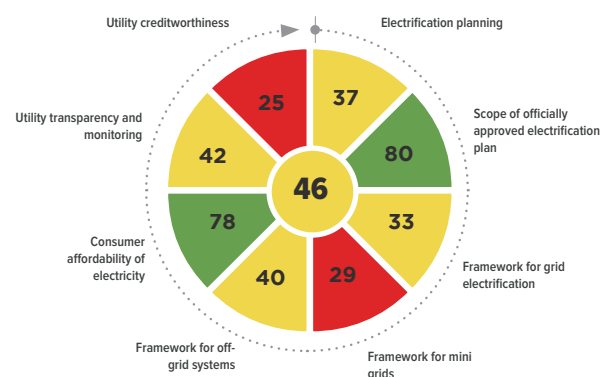 Utility creditworthiness
Electrification planning
25
37
Utility transparency and
monitoring
42
80
Scope of officially
approved electrification
plan
46
78
33
Consumer
affordability of
electricity
40
29
Framework for grid
electrification
Framework for off-
grid systems
Framework for mini
grids